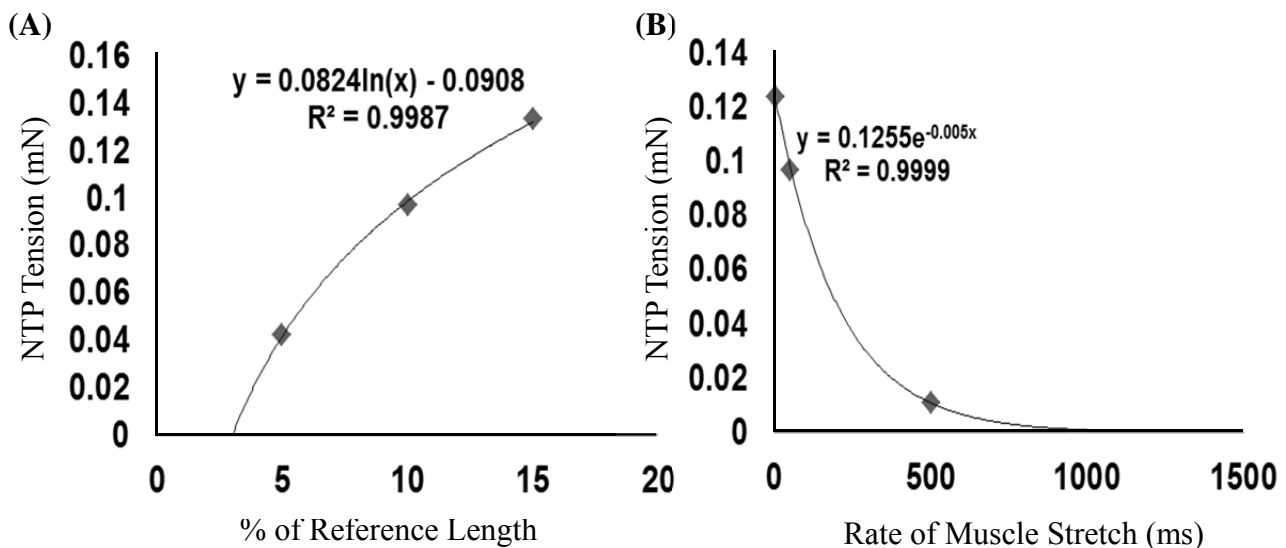 (A)
0.16
0.14
0.12
0.1
0.08
0.06
0.04
0.02
0
NTP Tension (mN)
y = 0.0824ln(x) - 0.0908
R² = 0.9987
0 5 10 15 20
% of Reference Length
(B)
0.14
0.12
0.1
0.08
0.06
0.04
0.02
0
NTP Tension (mN)
y = 0.1255e⁻⁰·⁰⁰⁵ˣ
R² = 0.9999
0 500 1000 1500
Rate of Muscle Stretch (ms)